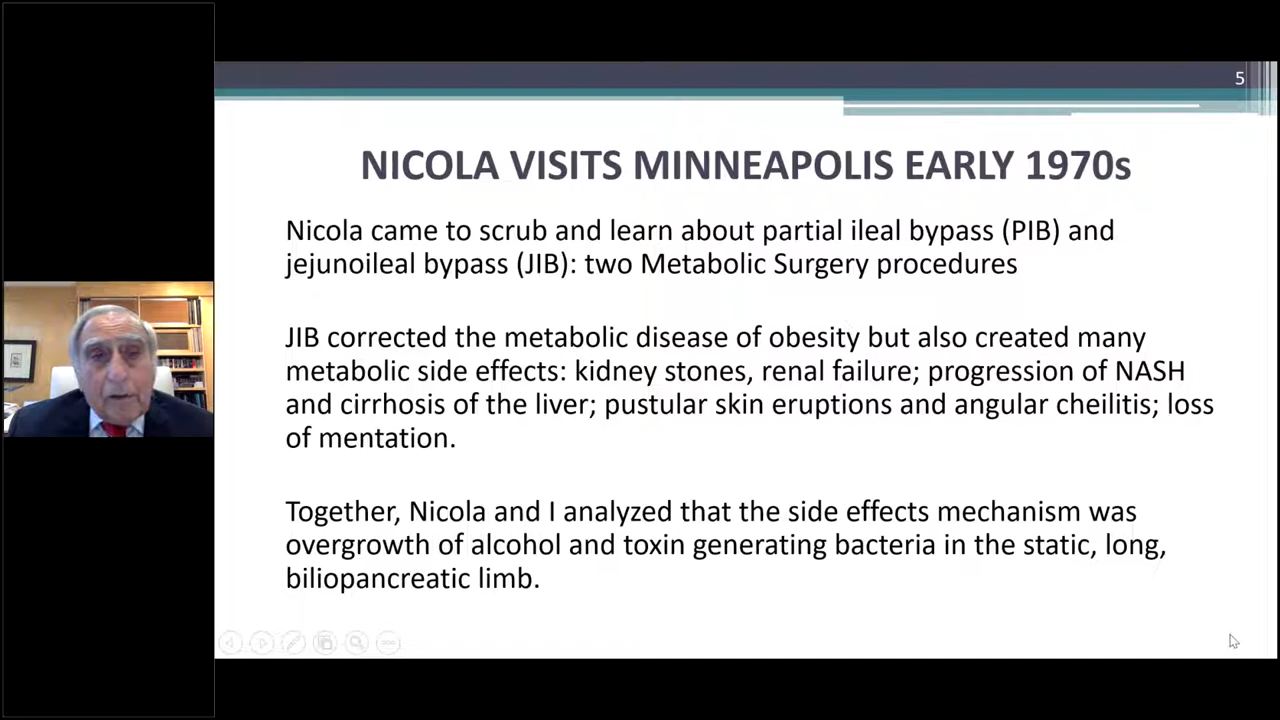 5
NICOLA VISITS MINNEAPOLIS EARLY 1970s
Nicola came to scrub and learn about partial ileal bypass (PIB) and
jejunoileal bypass (JIB): two Metabolic Surgery procedures
JIB corrected the metabolic disease of obesity but also created many
metabolic side effects: kidney stones, renal failure; progression of NASH
and cirrhosis of the liver; pustular skin eruptions and angular cheilitis; loss
of mentation.
Together, Nicola and I analyzed that the side effects mechanism was
overgrowth of alcohol and toxin generating bacteria in the static, long,
biliopancreatic limb.